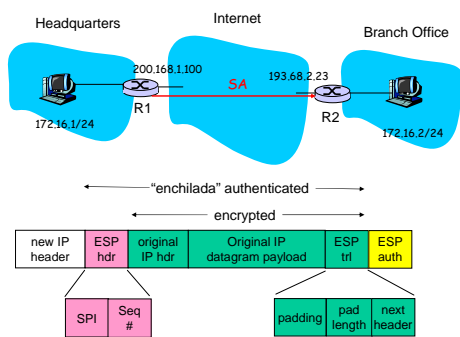 Headquarters
Internet
Branch Office
200.168.1.100
SA
193.68.2.23
R1
R2
172.16.1/24
172.16.2/24
“enchilada” authenticated
encrypted
new IP
header
ESP
hdr
original
IP hdr
Original IP
datagram payload
ESP
trl
ESP
auth
SPI
Seq
#
padding
pad
length
next
header